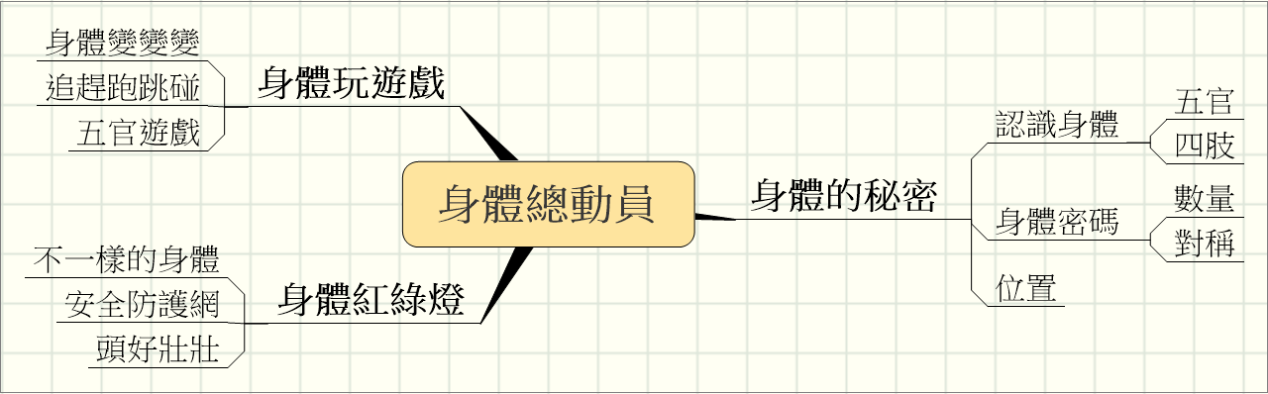 身體總動員
身體玩遊戲
身體變變變
追趕跑跳碰
五官遊戲
身體紅綠燈
不一樣的身體
安全防護網
頭好壯壯
身體的秘密
認識身體
五官
四肢
身體密碼
數量
對稱
位置